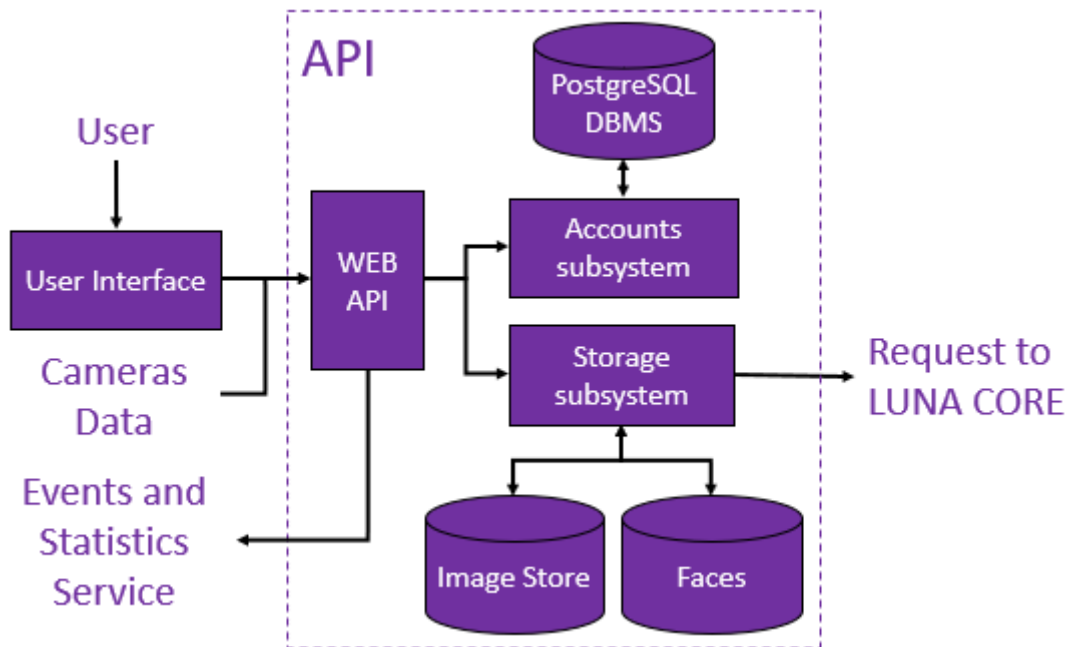 API
PostgreSQL
DBMS
User
User Interface
WEB
API
Accounts
subsystem
Cameras
Data
Storage
subsystem
Request to
LUNA CORE
Events and
Statistics
Service
Image Store
Faces